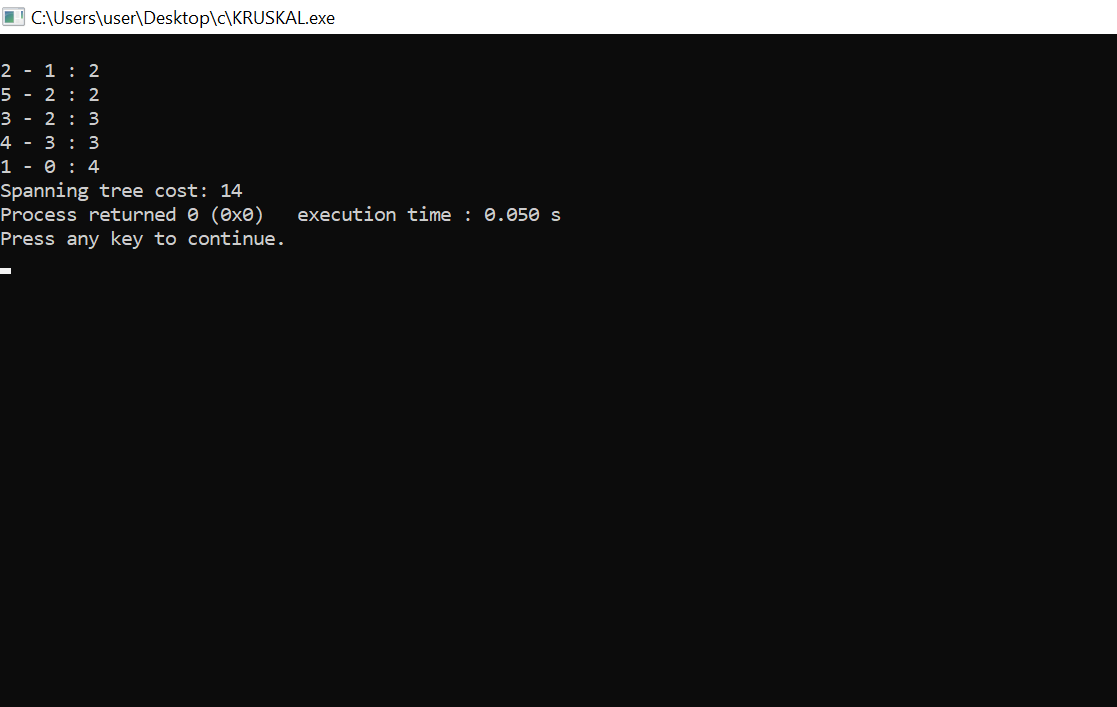 C:\Users\user\Desktop\c\KRUSKAL.exe
2 - 1 : 2
5 - 2 : 2
3 - 2 : 3
4 - 3 : 3
1 - 0 : 4
Spanning tree cost: 14
Process returned 0 (0x0)   execution time : 0.050 s
Press any key to continue.